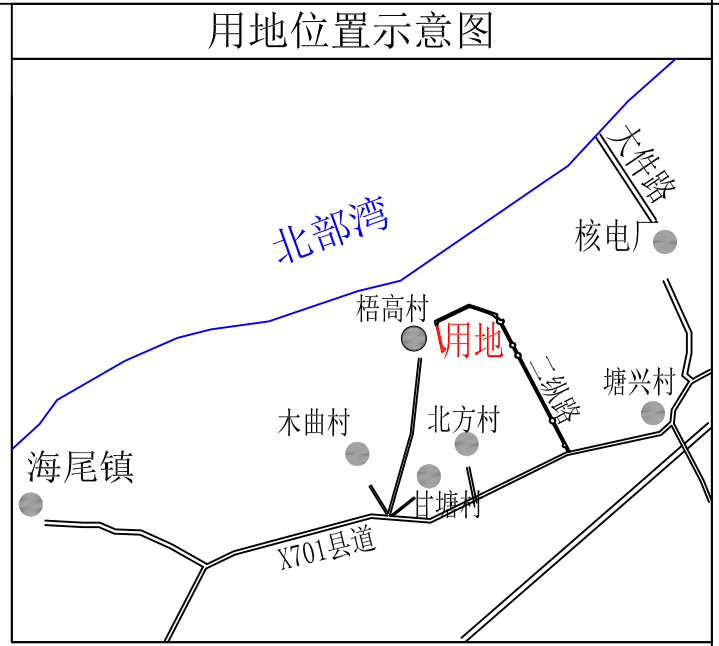 用地位置示意图
大件路
北部湾
核电厂
梧高村
用地
二纵路
塘兴村
木曲村
北方村
海尾镇
甘塘村
X701县道